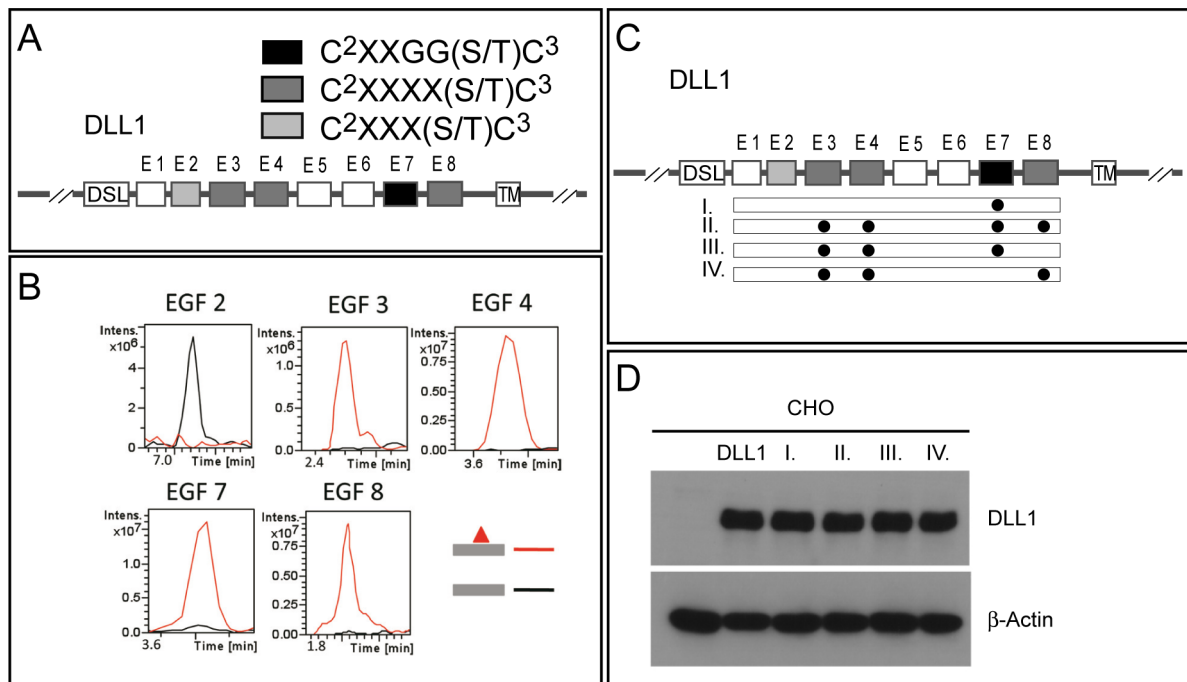 A
C²XXGG(S/T)C³
C²XXXX(S/T)C³
C²XXX(S/T)C³
DLL1
E1 E2 E3 E4 E5 E6 E7 E8
DSL TM
B
EGF 2 EGF 3 EGF 4
Intens. Intens. Intens.
x10⁶ x10⁶ x10⁷
4 1.0 0.75
2 0.5 0.50
0.25
0 0.0 0.00
7.0 Time [min] 2.4 Time [min] 3.6 Time [min]
EGF 7 EGF 8
Intens. Intens.
x10⁷ x10⁷
1.0 0.75
0.50
0.5 0.25
0.0 0.00
3.6 Time [min] 1.8 Time [min]
C
DLL1
E1 E2 E3 E4 E5 E6 E7 E8
DSL TM
I.
II.
III.
IV.
D
CHO
DLL1 I. II. III. IV.
DLL1
β-Actin